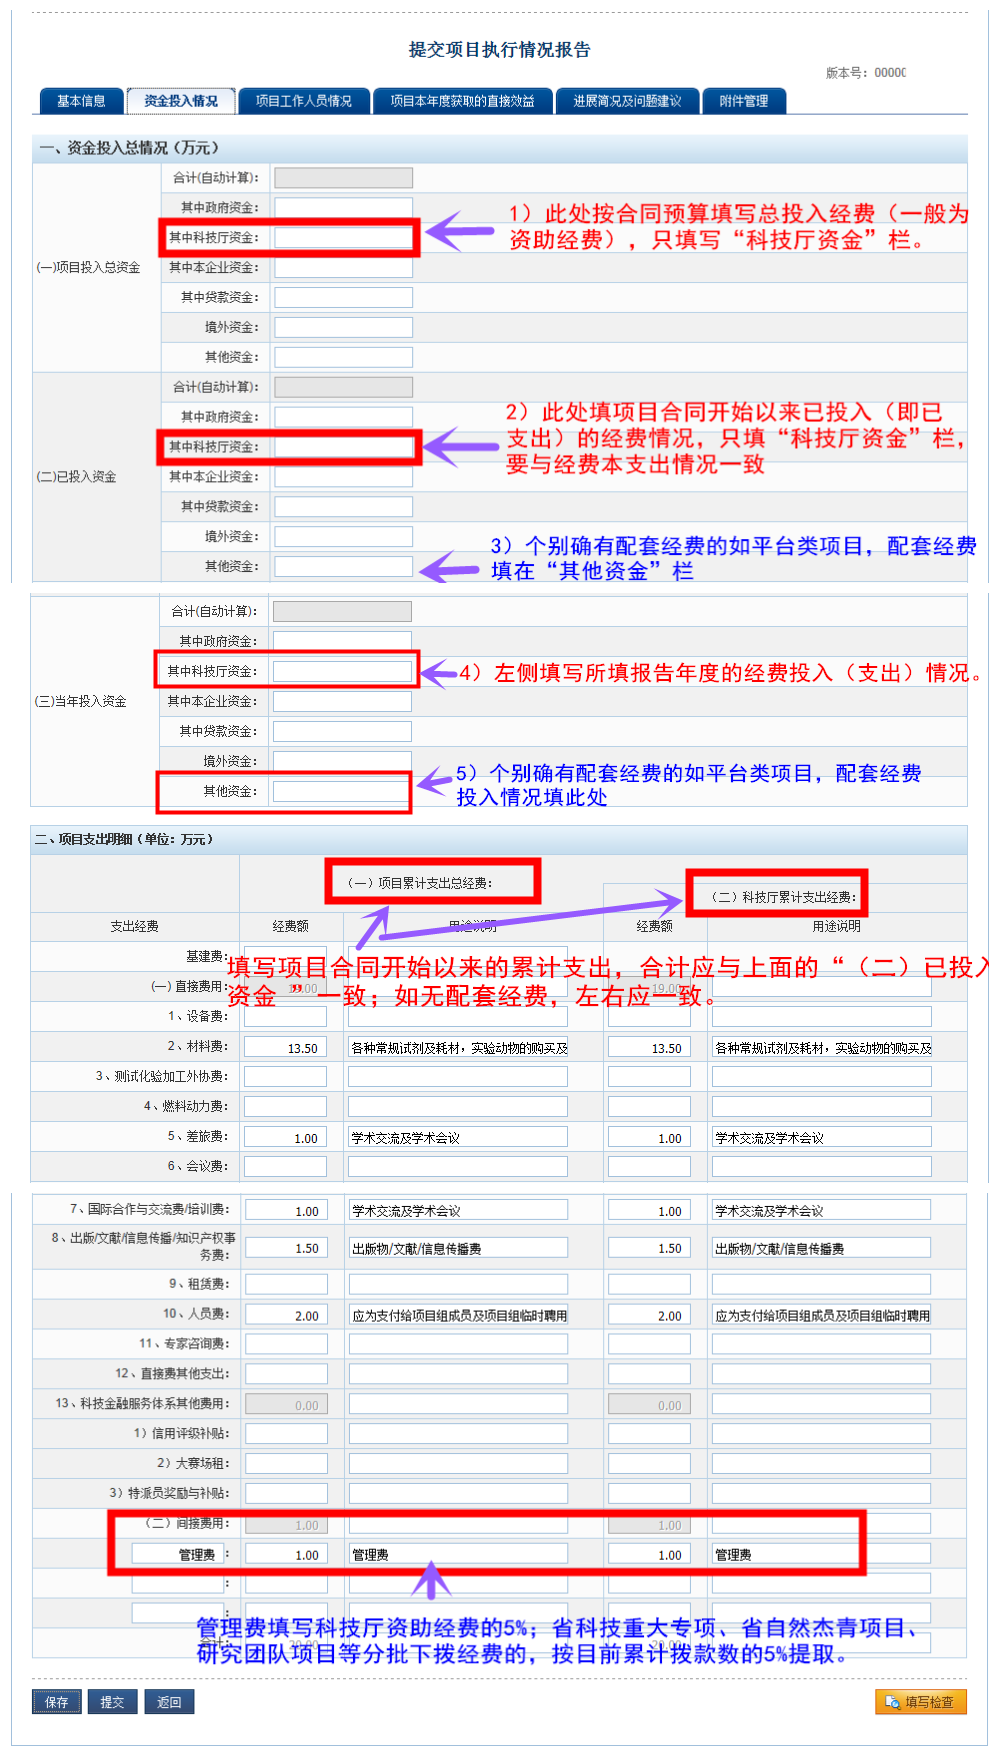 提交项目执行情况报告
版本号：00000
基本信息 资金投入情况 项目工作人员情况 项目本年度获取的直接效益 进展简况及问题建议 附件管理
一、资金投入总情况（万元）
合计(自动计算)：
其中政府资金：
其中科技厅资金：
1）此处按合同预算填写总投入经费（一般为
资助经费），只填写“科技厅资金”栏。
(一)项目投入总资金
其中本企业资金：
其中贷款资金：
境外资金：
其他资金：
合计(自动计算)：
其中政府资金：
其中科技厅资金：
2）此处填项目合同开始以来已投入（即已
支出）的经费情况，只填“科技厅资金”栏，
要与经费本支出情况一致
(二)已投入资金
其中本企业资金：
其中贷款资金：
境外资金：
其他资金：
3）个别确有配套经费的如平台类项目，配套经费
填在“其他资金”栏
合计(自动计算)：
其中政府资金：
其中科技厅资金：
4）左侧填写所填报告年度的经费投入（支出）情况。
(三)当年投入资金
其中本企业资金：
其中贷款资金：
境外资金：
其他资金：
5）个别确有配套经费的如平台类项目，配套经费
投入情况填此处
二、项目支出明细（单位：万元）
（一）项目累计支出总经费：
（二）科技厅累计支出经费：
支出经费 经费额 用途说明 经费额 用途说明
基建费：
填写项目合同开始以来的累计支出，合计应与上面的“（二）已投入
资金 ”一致；如无配套经费，左右应一致。
(一) 直接费用： 19.00 19.00
1、设备费：
2、材料费： 13.50 各种常规试剂及耗材，实验动物的购买及 13.50 各种常规试剂及耗材，实验动物的购买及
3、测试化验加工外协费：
4、燃料动力费：
5、差旅费： 1.00 学术交流及学术会议 1.00 学术交流及学术会议
6、会议费：
7、国际合作与交流费/培训费： 1.00 学术交流及学术会议 1.00 学术交流及学术会议
8、出版/文献/信息传播/知识产权事
务费： 1.50 出版物/文献/信息传播费 1.50 出版物/文献/信息传播费
9、租赁费：
10、人员费： 2.00 应为支付给项目组成员及项目组临时聘用 2.00 应为支付给项目组成员及项目组临时聘用
11、专家咨询费：
12、直接费其他支出：
13、科技金融服务体系其他费用： 0.00 0.00
1）信用评级补贴：
2）大赛场租：
3）特派员奖励与补贴：
（二）间接费用： 1.00 1.00
管理费 ： 1.00 管理费 1.00 管理费
：
：
管理费填写科技厅资助经费的5%；省科技重大专项、省自然杰青项目、
研究团队项目等分批下拨经费的，按目前累计拨款数的5%提取。
合计： 20.00 20.00
保存 提交 返回 填写检查